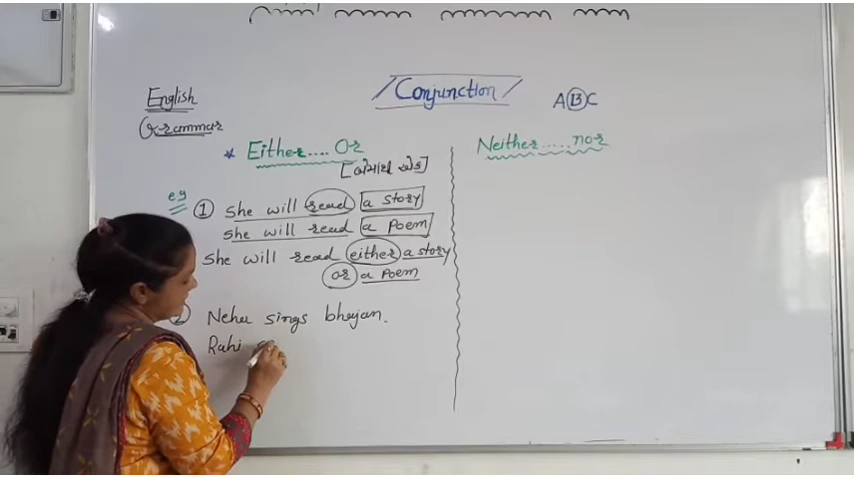 English
Grammar
Conjunction
A B C
* Either.... Or
[બેમાંથી એક]
e.g
① She will read a story
She will read a poem
She will read either a story
or a poem
2 Neha sings bhajan.
Rahi
Neither.....nor